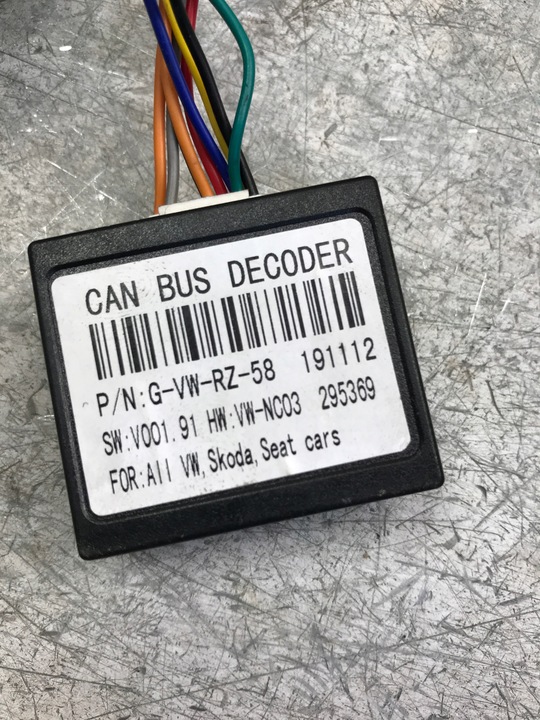 CAN BUS DECODER
P/N:G-VW-RZ-58 191112
SW:V001.91 HW:VW-NC03 295369
FOR:All VW,Skoda,Seat cars